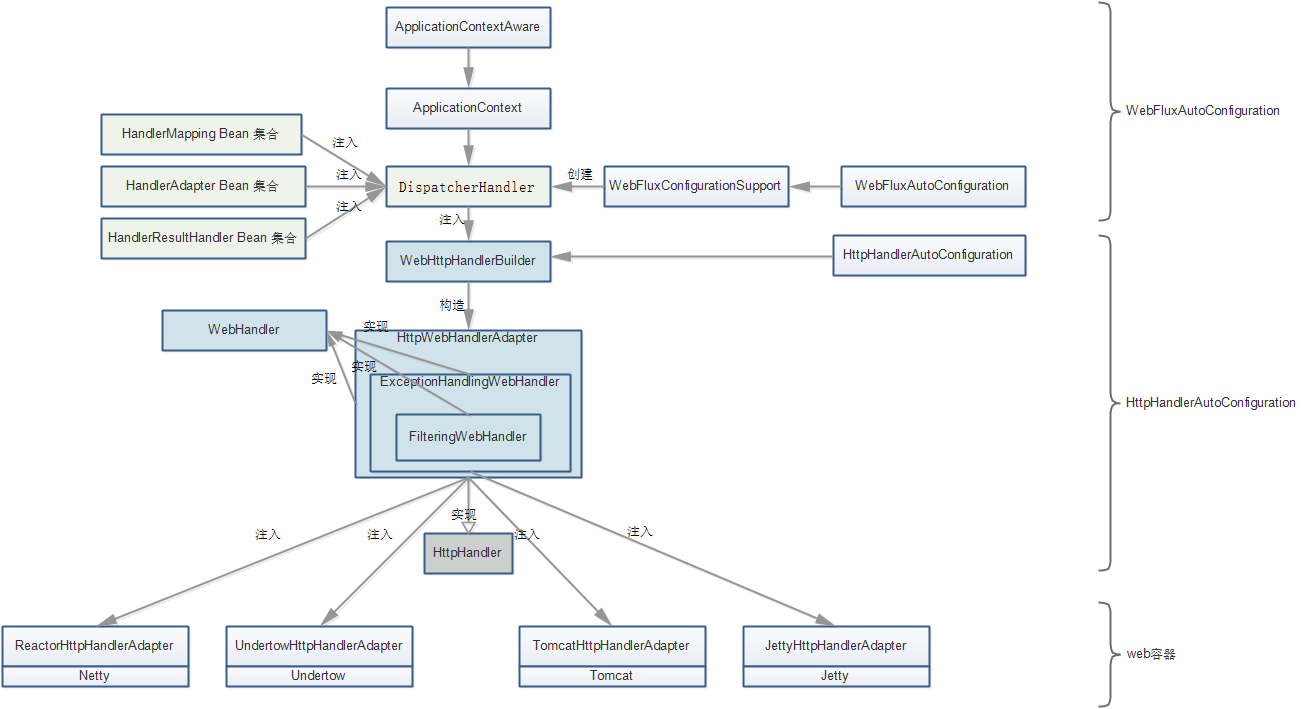 ApplicationContextAware
ApplicationContext
WebFluxAutoConfiguration
HandlerMapping Bean 集合
注入
HandlerAdapter Bean 集合
注入
DispatcherHandler
创建
WebFluxConfigurationSupport
WebFluxAutoConfiguration
HandlerResultHandler Bean 集合
注入
注入
WebHttpHandlerBuilder
HttpHandlerAutoConfiguration
构造
WebHandler
实现
HttpWebHandlerAdapter
实现
实现
ExceptionHandlingWebHandler
HttpHandlerAutoConfiguration
FilteringWebHandler
实现
注入
注入
注入
注入
HttpHandler
ReactorHttpHandlerAdapter
Netty
UndertowHttpHandlerAdapter
Undertow
TomcatHttpHandlerAdapter
Tomcat
JettyHttpHandlerAdapter
Jetty
web容器